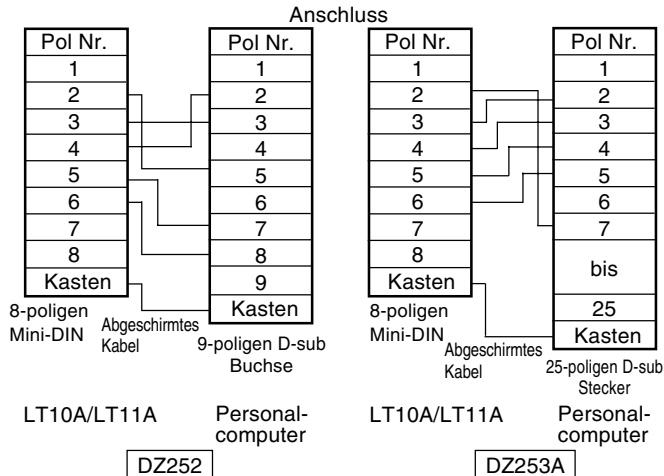 Anschluss
Pol Nr.
1
2
3
4
5
6
7
8
Kasten
8-poligen
Mini-DIN
Abgeschirmtes
Kabel
Pol Nr.
1
2
3
4
5
6
7
8
9
Kasten
9-poligen D-sub
Buchse
LT10A/LT11A
Personal-
computer
DZ252
Pol Nr.
1
2
3
4
5
6
7
8
Kasten
8-poligen
Mini-DIN
Abgeschirmtes
Kabel
Pol Nr.
1
2
3
4
5
6
7
bis
25
Kasten
25-poligen D-sub
Stecker
LT10A/LT11A
Personal-
computer
DZ253A